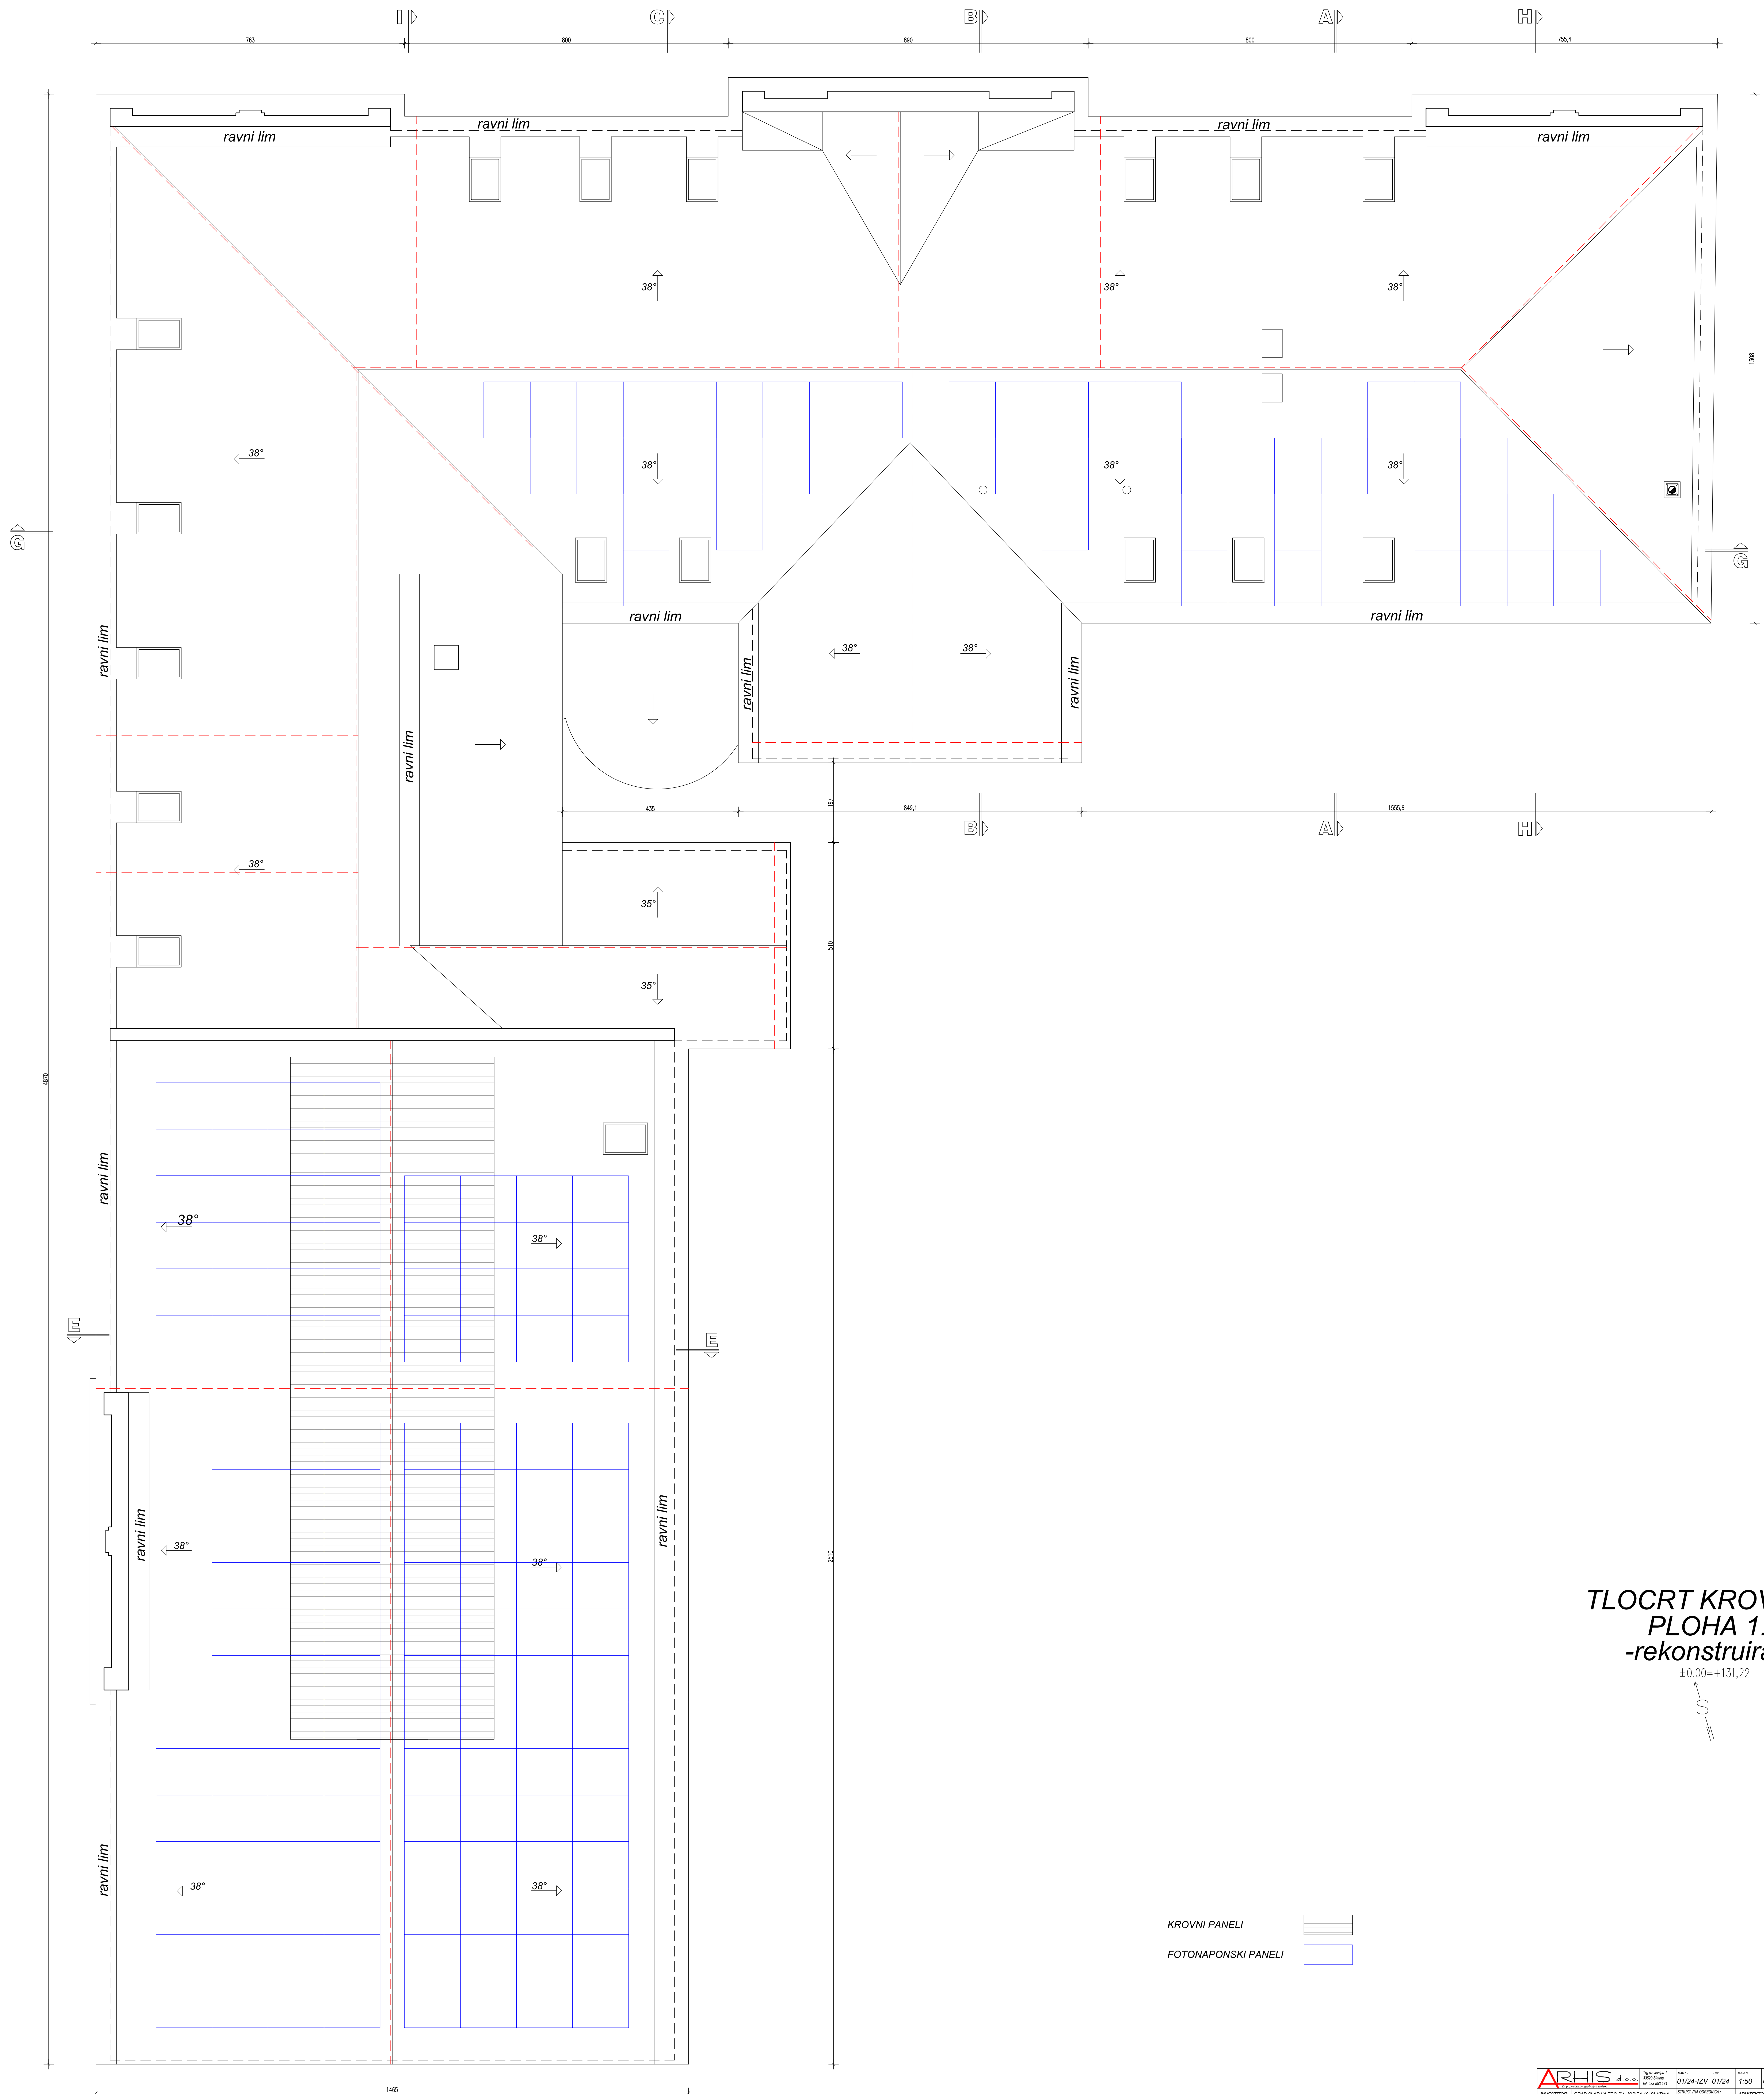 I C B A H
763 800 890 800 755,4
ravni lim ravni lim ravni lim ravni lim
38° 38° 38°
1308
38°
38° 38° 38°
G G
ravni lim ravni lim
ravni lim
38° 38°
ravni lim ravni lim
ravni lim
435 849,1 1555,6
197
B A H
38°
35°
510
35°
4870
ravni lim
38°
38°
E E
ravni lim
ravni lim
38°
38°
2510
TLOCRT KROV
PLOHA 1:
-rekonstruira
±0.00=+131,22
S
ravni lim
38° 38°
KROVNI PANELI
FOTONAPONSKI PANELI
1465
ARHIS d.o.o.
01/24-IZV 01/24 1:50